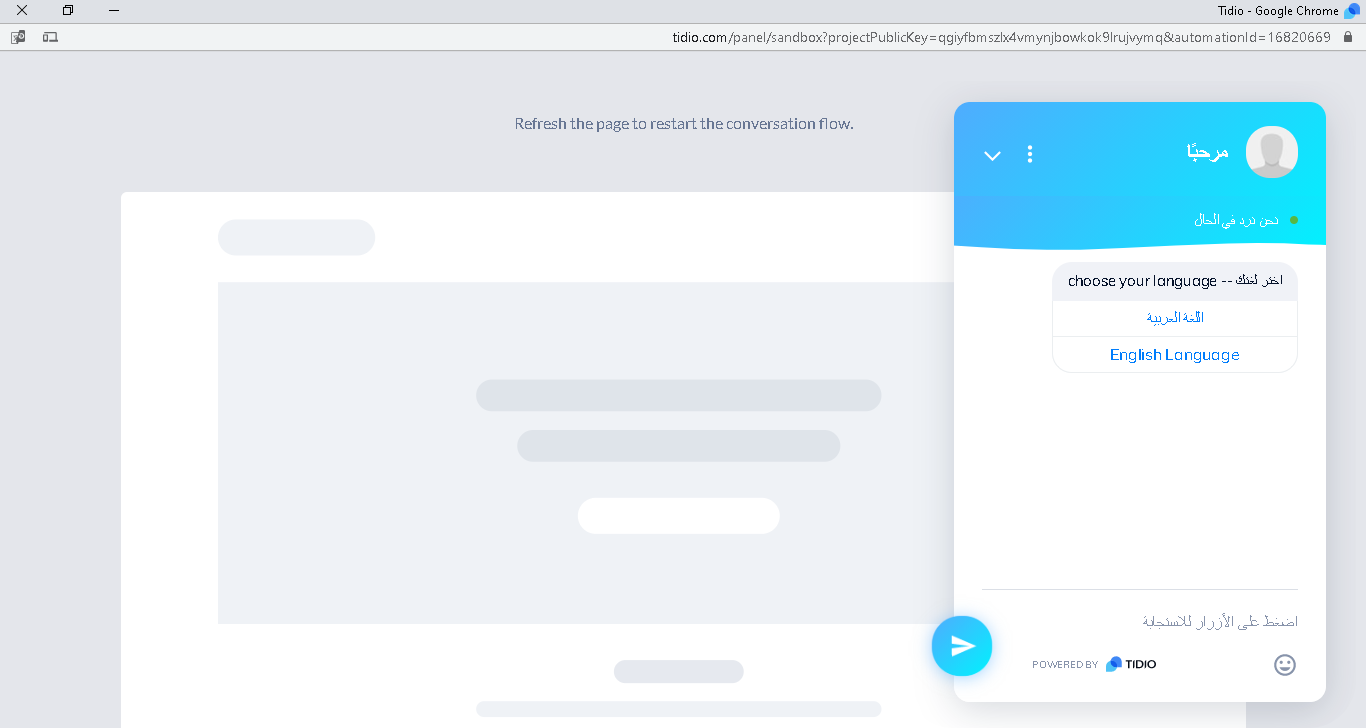 Tidio - Google Chrome
tidio.com/panel/sandbox?projectPublicKey=qgiyfbmszlx4vmynjbowkok9lrujvymq&automationId=16820669
Refresh the page to restart the conversation flow.
مرحبًا
نحن نرد في الحال
choose your language -- اختر لغتك
اللغة العربية
English Language
اضغط على الأزرار للاستجابة
POWERED BY TIDIO